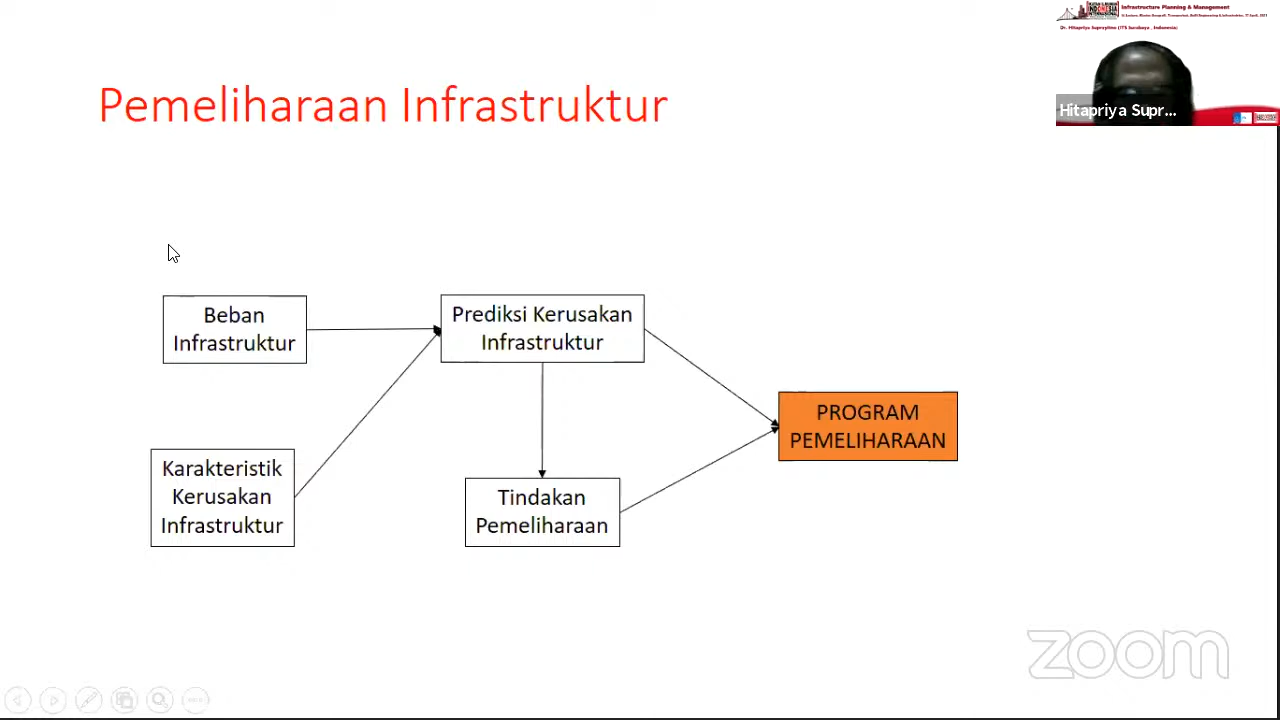 Infrastructure Planning & Management
Dr. Hitapriya Suprayitno (ITS Surabaya, Indonesia)
Hitapriya Supr...
Pemeliharaan Infrastruktur
Beban
Infrastruktur
Prediksi Kerusakan
Infrastruktur
PROGRAM
PEMELIHARAAN
Karakteristik
Kerusakan
Infrastruktur
Tindakan
Pemeliharaan
zoom